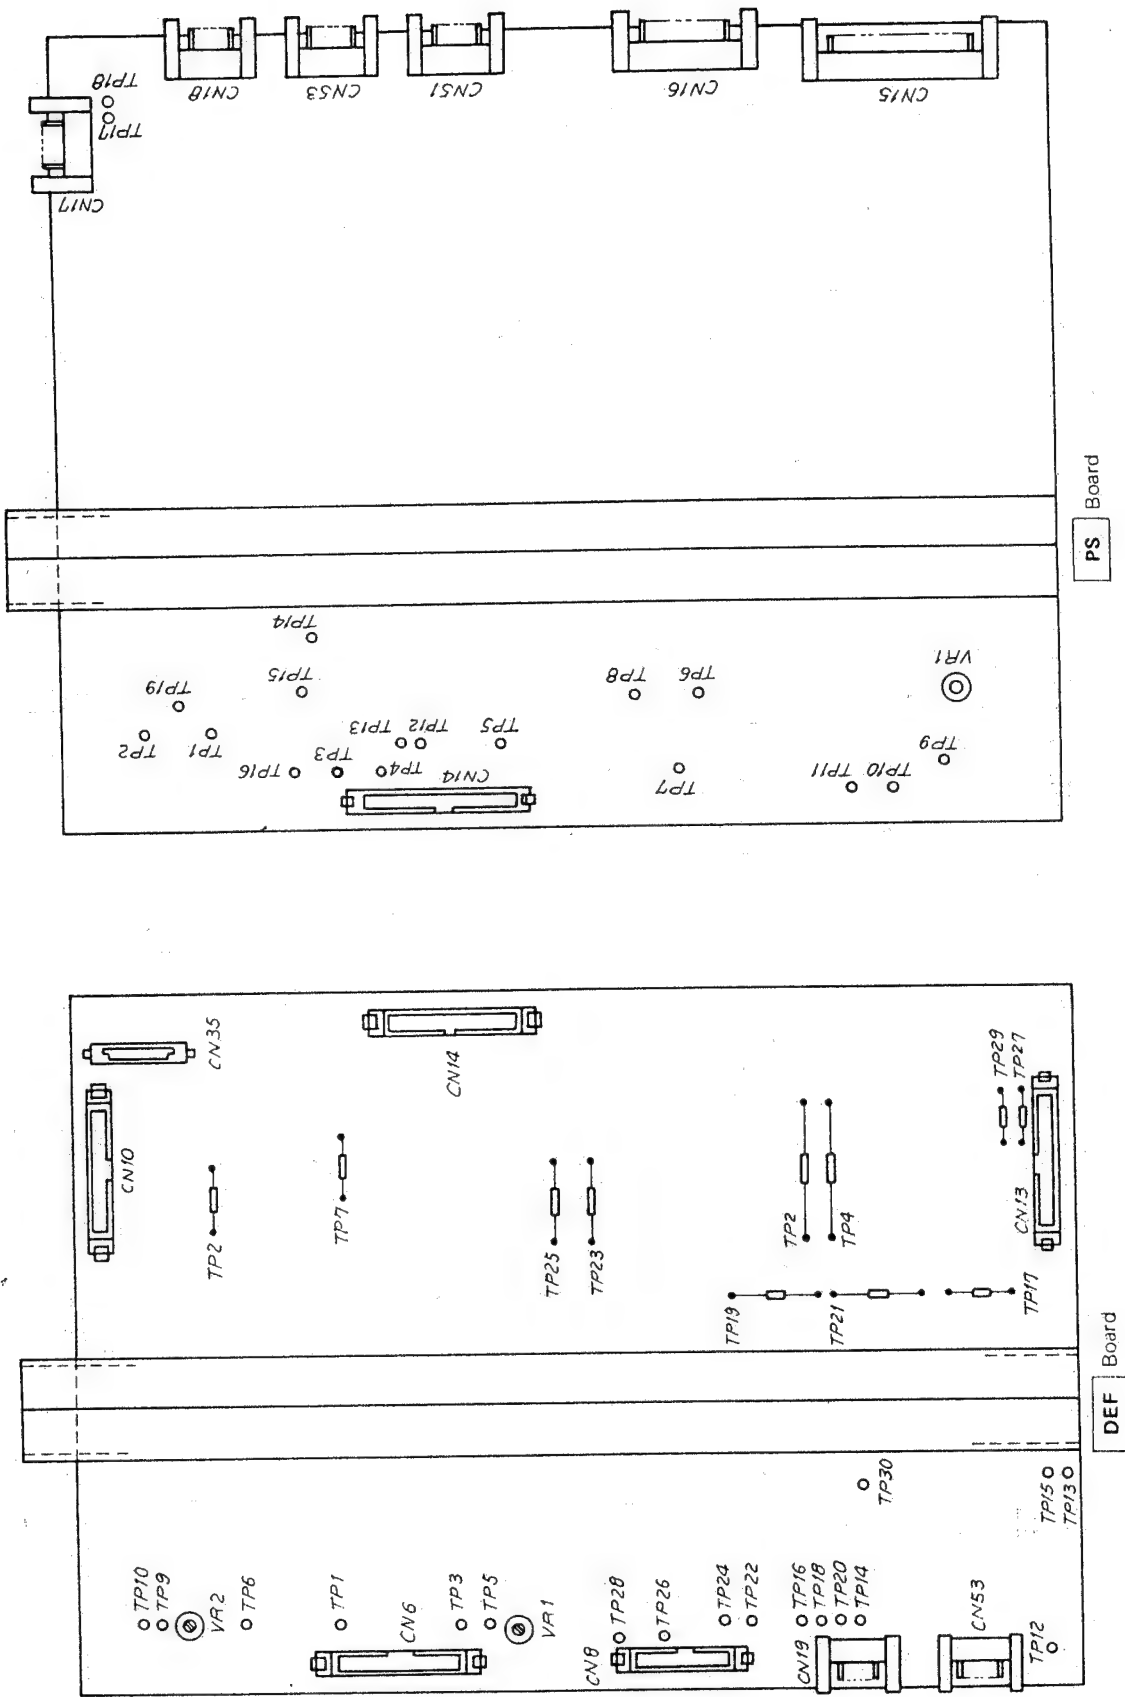 TP18
TP17
CN17
CN18
CN53
CN51
CN16
CN15
TP14
TP15
TP19
TP2
TP1
TP16
TP3
TP13
TP4
TP12
TP5
CN14
TP8
TP6
TP7
VR1
TP9
TP11
TP10
PS Board
CN35
CN10
CN14
TP2
TP7
TP25
TP23
TP2
TP4
TP29
TP27
CN13
TP19
TP21
TP17
DEF Board
TP10
TP9
VR2
TP6
TP1
CN6
TP3
TP5
VR1
CN8
TP28
TP26
TP24
TP22
TP16
TP18
TP20
TP14
CN19
TP30
CN53
TP15
TP13
TP12